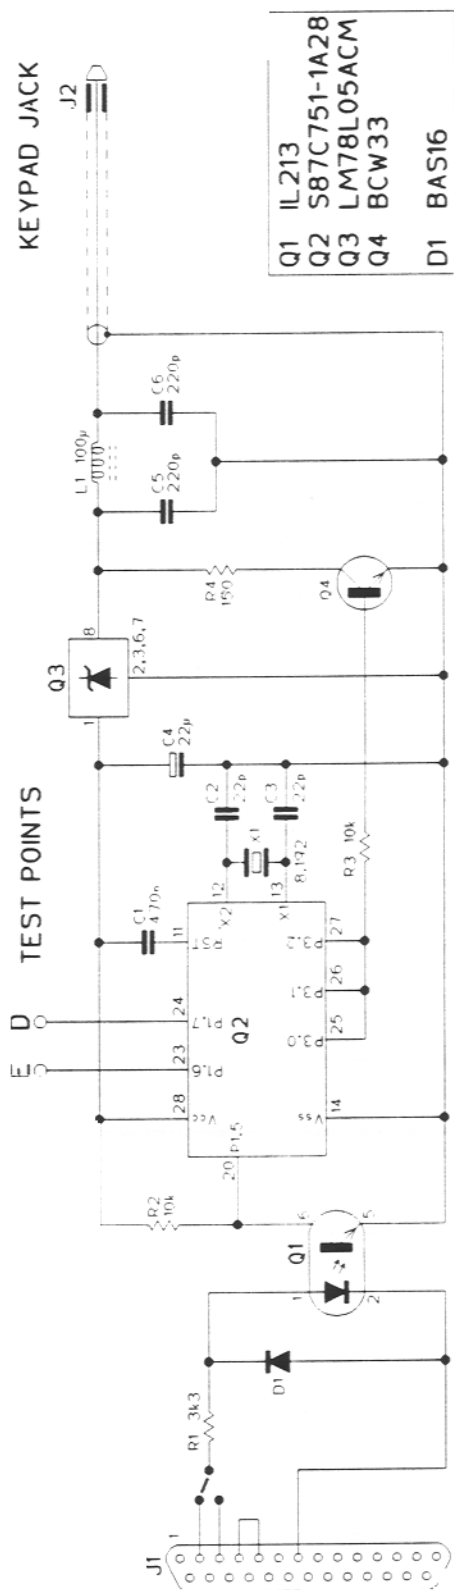 J1
1
R1 3k3
D1
1
2
Q1
6
5
R2
10k
E D TEST POINTS
28
23
24
11
C1
470n
Vcc
P1.6
P1.7
RST
20
P1.5
Q2
X2
12
X1
13
Vss
P3.0
P3.1
14
25
26
27
C2
22p
C3
22p
X1
8,192
C4
22µ
R3 10k
Q3
1
8
2,3,6,7
R4
Q4
L1 100µ
C5
220p
C6
220p
KEYPAD JACK
J2
Q1 IL213
Q2 S87C751-1A28
Q3 LM78L05ACM
Q4 BCW33
D1 BAS16